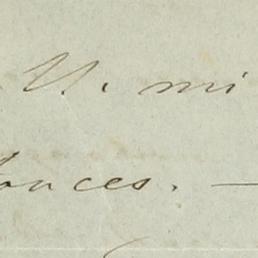 V. mi
ances. —